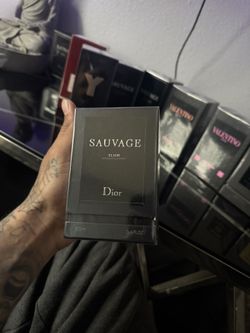 Y
VALENTINO
VALENTINO
SAUVAGE
ELIXIR
Dior